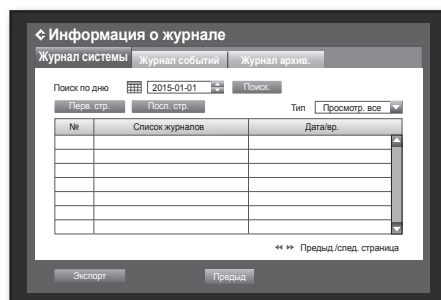 Информация о журнале
Журнал системы Журнал событий Журнал архив.
Поиск по дню 2015-01-01 Поиск.
Перв. стр. Посл. стр. Тип Просмотр. все
№ Список журналов Дата/вр.
Предыд./след. страница
Экспорт Предыд